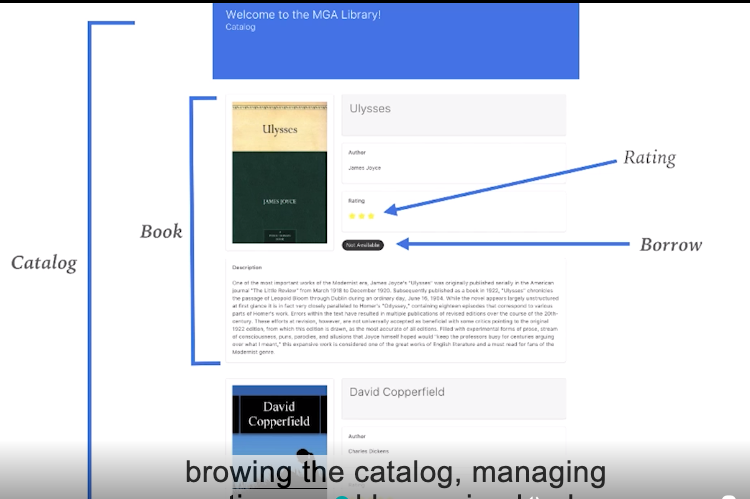 Welcome to the MGA Library!
Catalog
Ulysses
JAMES JOYCE
Ulysses
Author
James Joyce
Rating
Not Available
Rating
Borrow
Book
Catalog
Description
One of the most important works of the Modernist era, James Joyce's "Ulysses" was originally published serially in the American
journal "The Little Review" from March 1918 to December 1920. Subsequently published as a book in 1922, "Ulysses" chronicles
the passage of Leopold Bloom through Dublin during an ordinary day, June 16, 1904. While the novel appears largely unstructured
at first glance it is in fact very closely paralleled to Homer's "Odyssey," containing eighteen episodes that correspond to various
parts of Homer's work. Errors within the text have resulted in multiple publications of revised editions over the course of the 20th-
century. These efforts at revision, however, are not universally accepted as beneficial with some critics pointing to the original
1922 edition, from which this edition is drawn, as the most accurate of all editions. Filled with experimental forms of prose, stream
of consciousness, puns, parodies, and allusions that Joyce himself hoped would "keep the professors busy for centuries arguing
over what I meant," this expansive work is considered one of the great works of English literature and a must read for fans of the
Modernist genre.
David
Copperfield
David Copperfield
Author
Charles Dickens
browing the catalog, managing